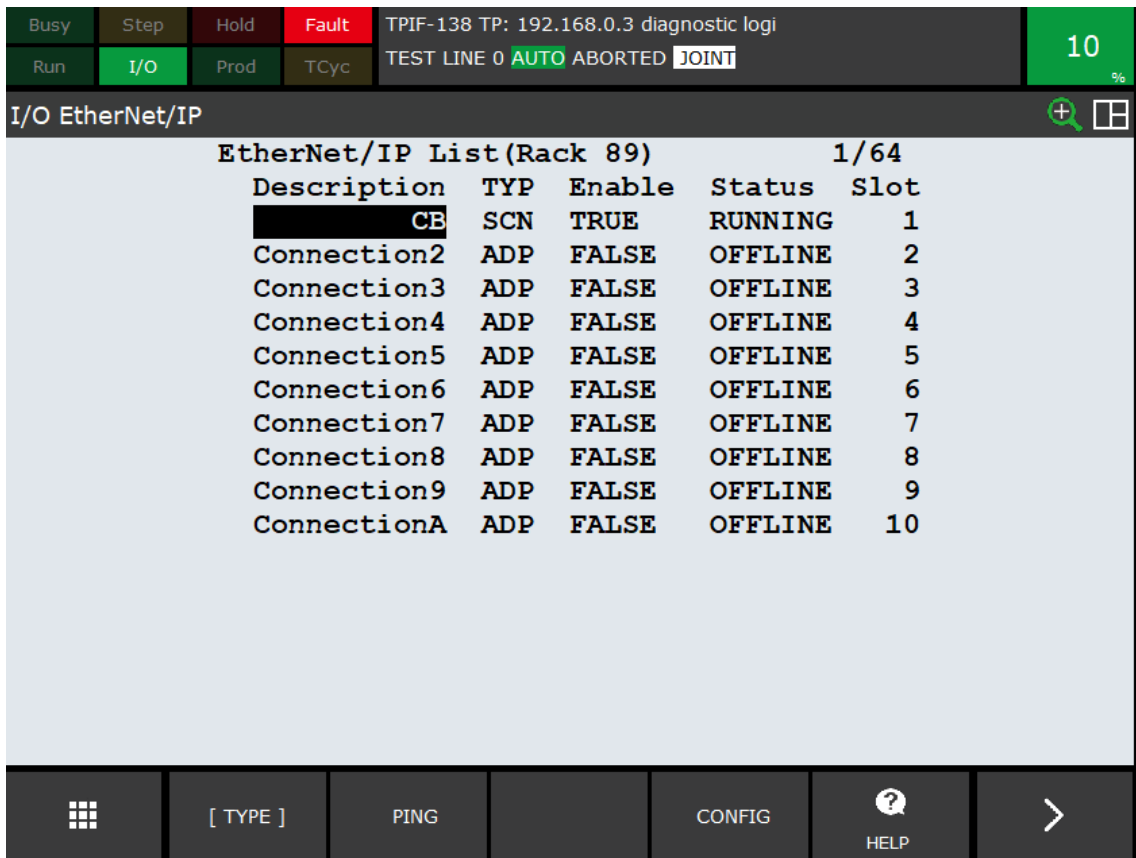 Busy Step Hold Fault TPIF-138 TP: 192.168.0.3 diagnostic logi
Run I/O Prod TCyc TEST LINE 0 AUTO ABORTED JOINT 10 %
I/O EtherNet/IP
EtherNet/IP List(Rack 89) 1/64
Description TYP Enable Status Slot
CB SCN TRUE RUNNING 1
Connection2 ADP FALSE OFFLINE 2
Connection3 ADP FALSE OFFLINE 3
Connection4 ADP FALSE OFFLINE 4
Connection5 ADP FALSE OFFLINE 5
Connection6 ADP FALSE OFFLINE 6
Connection7 ADP FALSE OFFLINE 7
Connection8 ADP FALSE OFFLINE 8
Connection9 ADP FALSE OFFLINE 9
ConnectionA ADP FALSE OFFLINE 10
[ TYPE ] PING CONFIG HELP